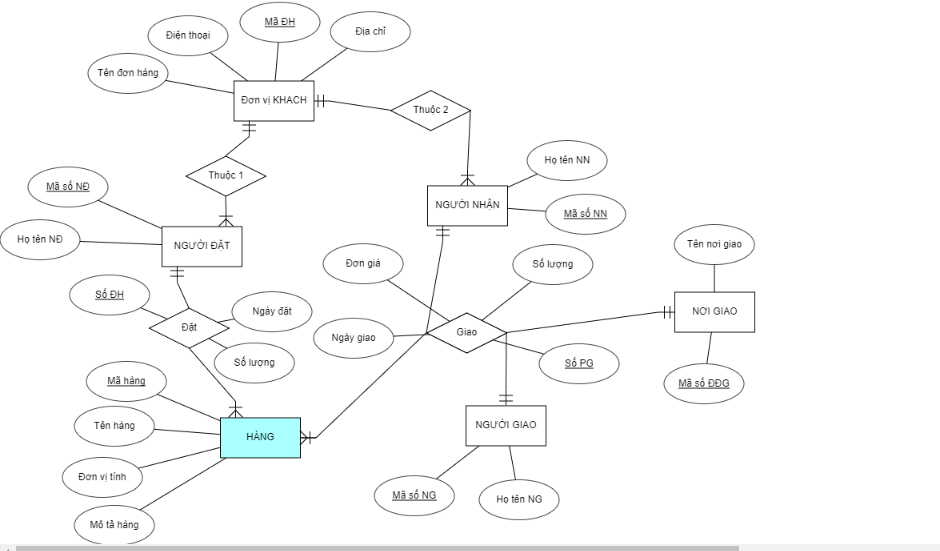 Mã ĐH
Điện thoại
Địa chỉ
Tên đơn hàng
Đơn vị KHACH
Thuộc 2
Thuộc 1
Họ tên NN
Mã số NĐ
NGƯỜI NHẬN
Mã số NN
Họ tên NĐ
NGƯỜI ĐẶT
Tên nơi giao
Đơn giá
Số lượng
Số ĐH
Ngày đặt
NƠI GIAO
Đặt
Ngày giao
Giao
Số lượng
Số PG
Mã hàng
Mã số ĐĐG
Tên hàng
NGƯỜI GIAO
HÀNG
Đơn vị tính
Mã số NG
Họ tên NG
Mô tả hàng